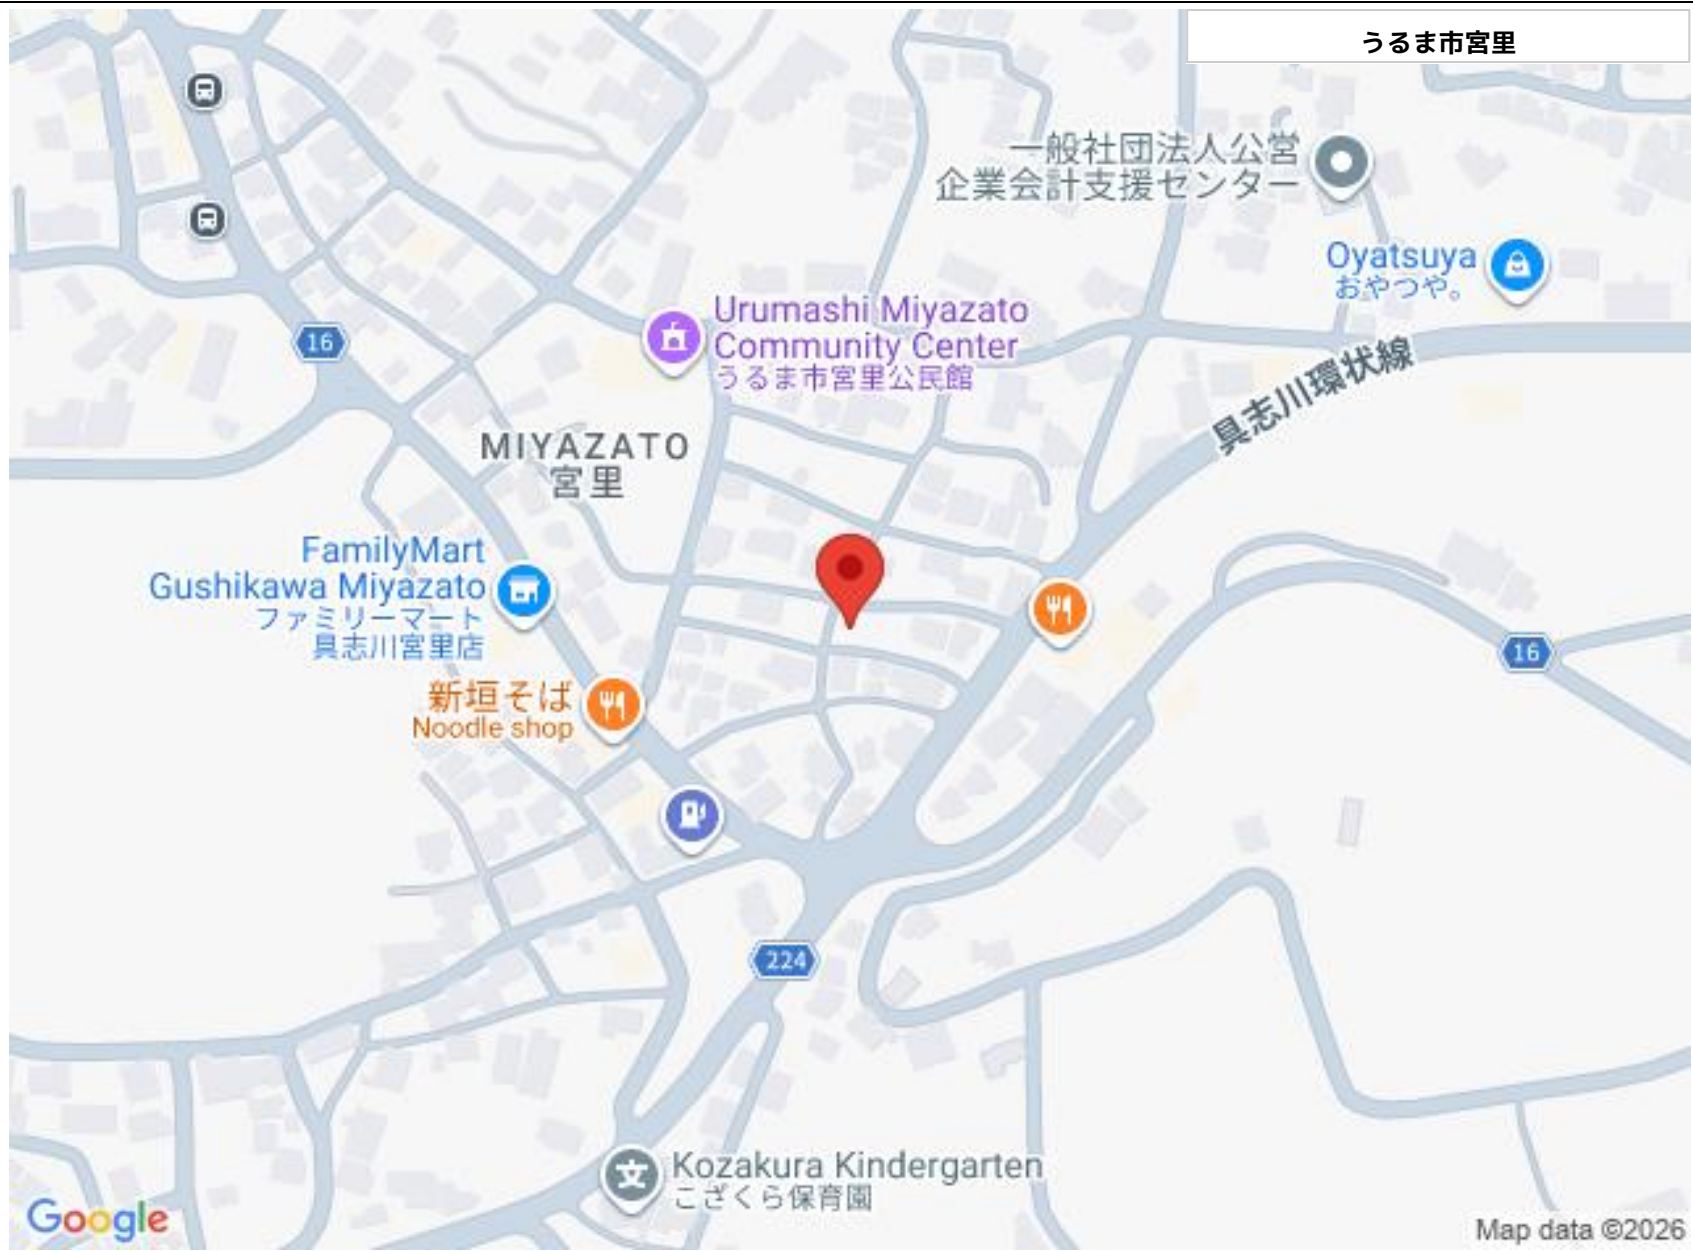 うるま市宮里
一般社団法人公営
企業会計支援センター
Oyatsuya
おやつや。
Urumashi Miyazato
Community Center
うるま市宮里公民館
16
具志川環状線
MIYAZATO
宮里
FamilyMart
Gushikawa Miyazato
ファミリーマート
具志川宮里店
16
新垣そば
Noodle shop
224
文
Kozakura Kindergarten
こざくら保育園
Google
Map data ©2026